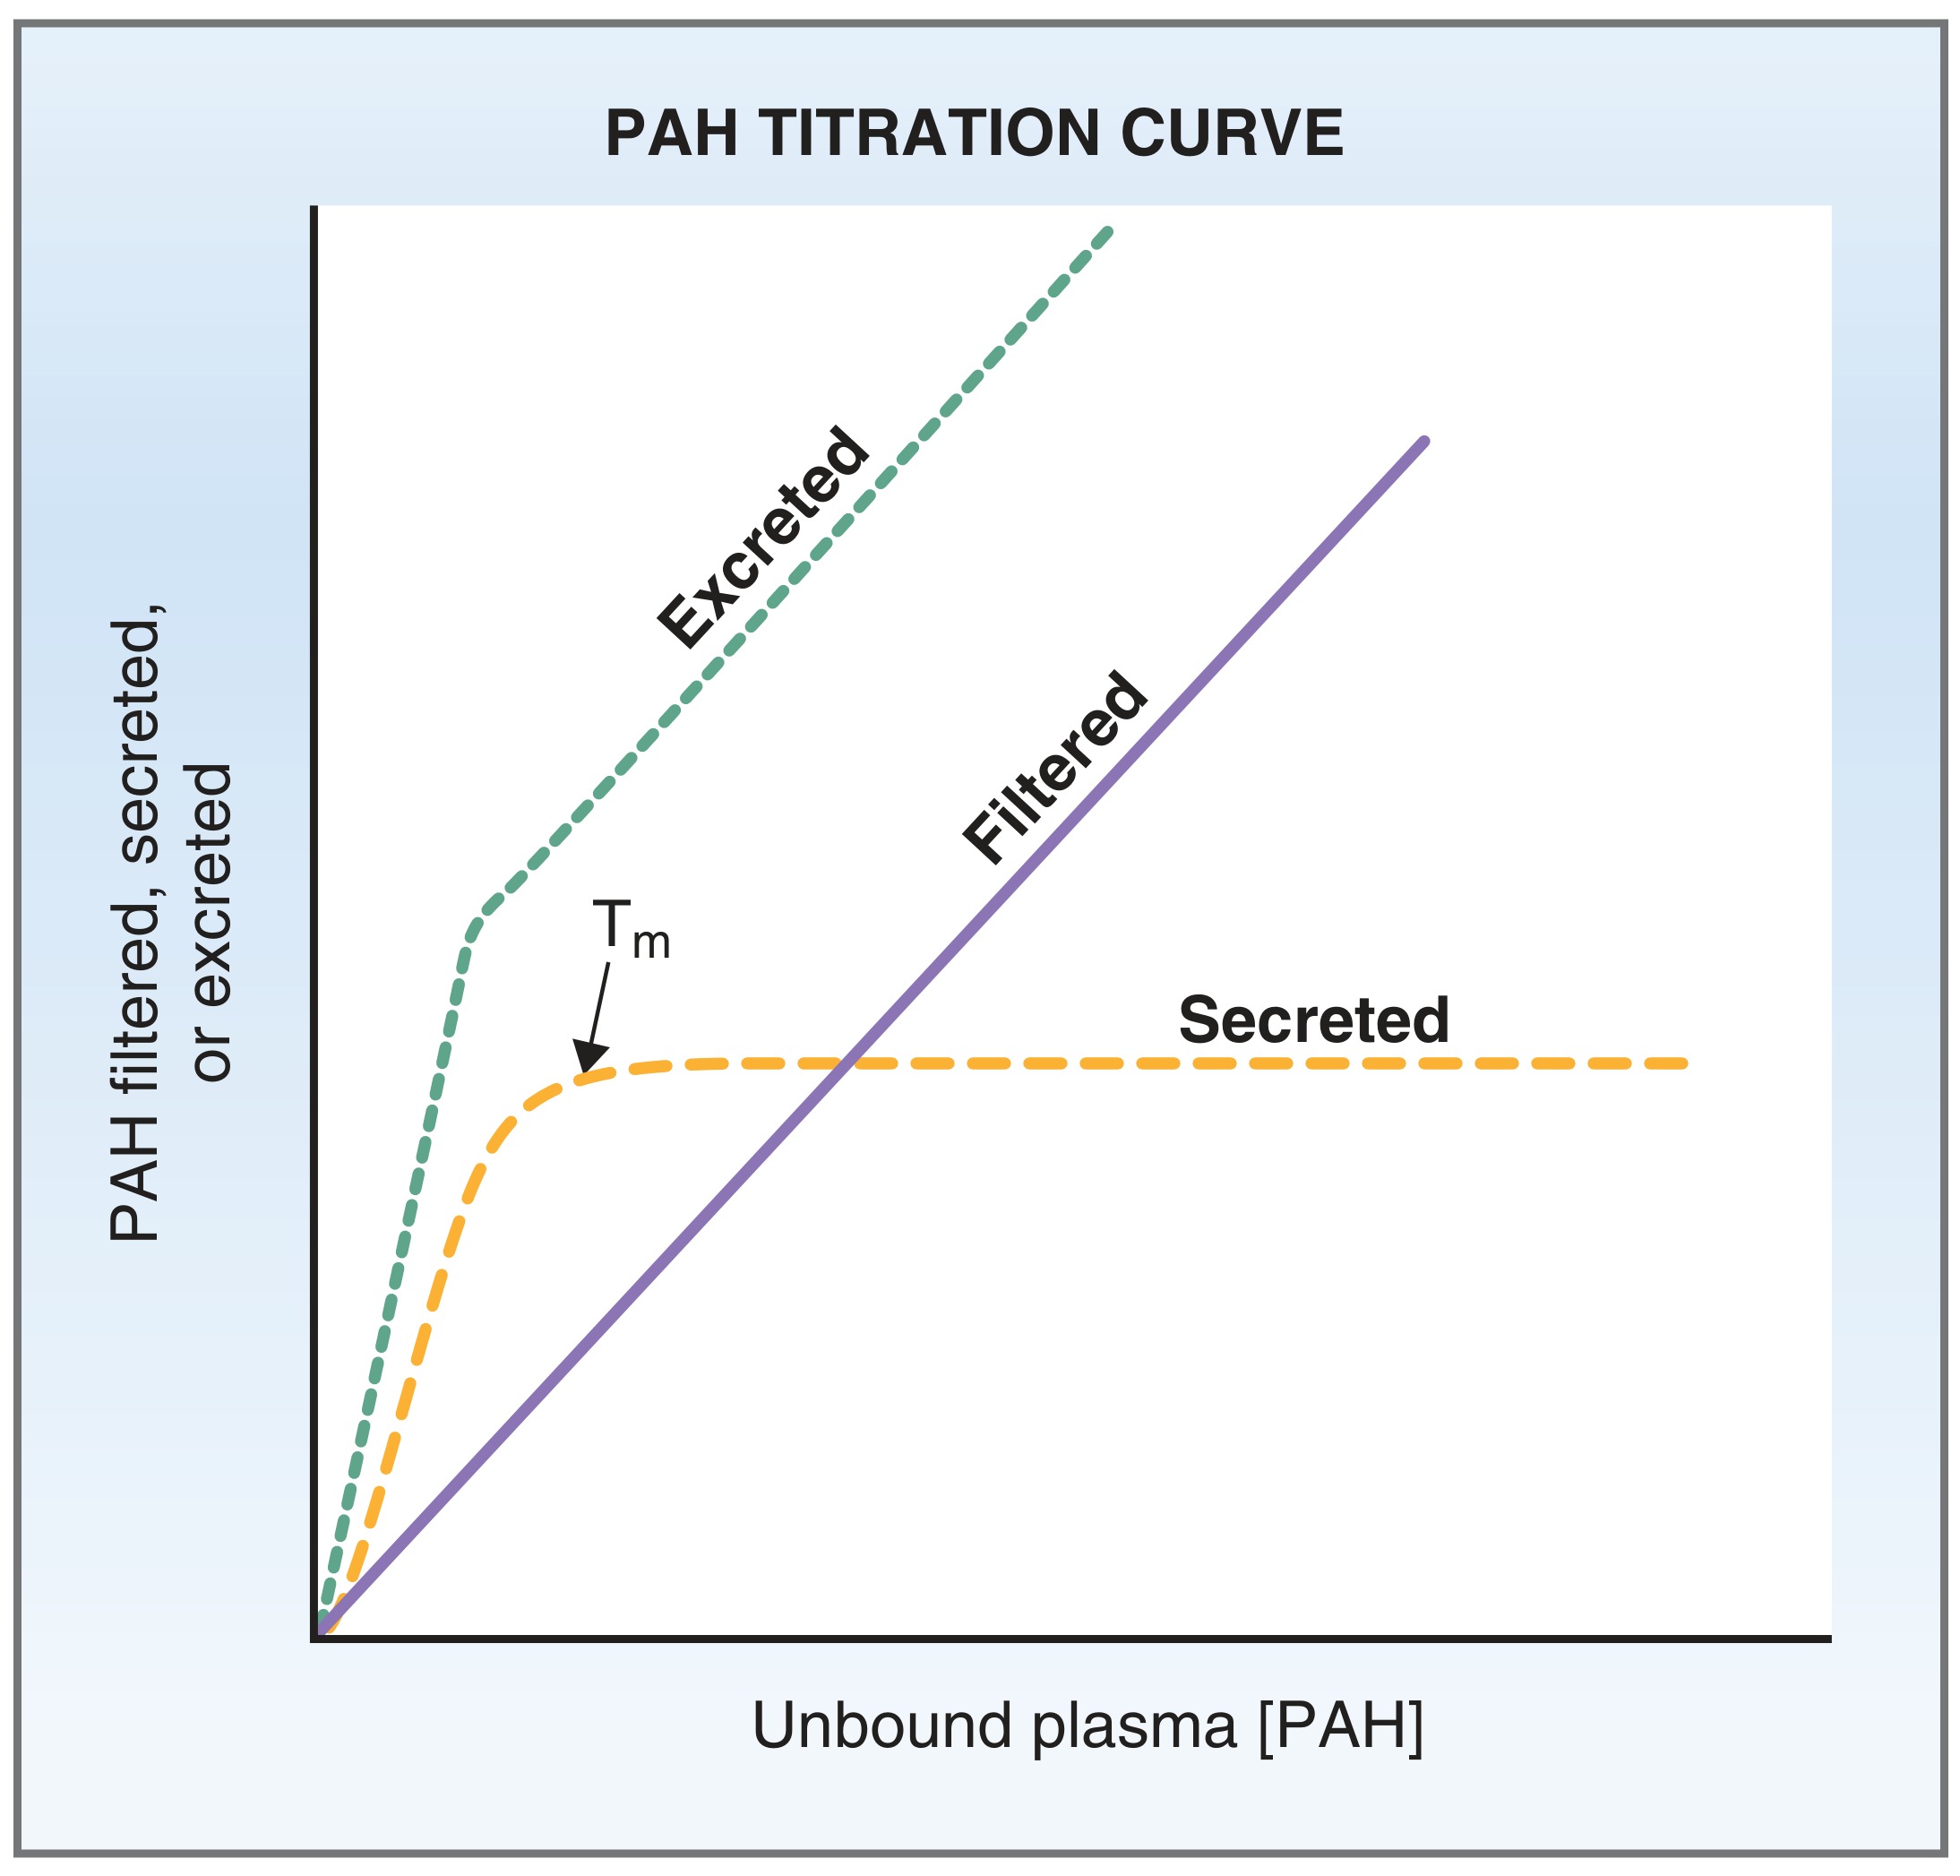 PAH TITRATION CURVE
PAH filtered, secreted,
or excreted
Excreted
Filtered
Tm
Secreted
Unbound plasma [PAH]